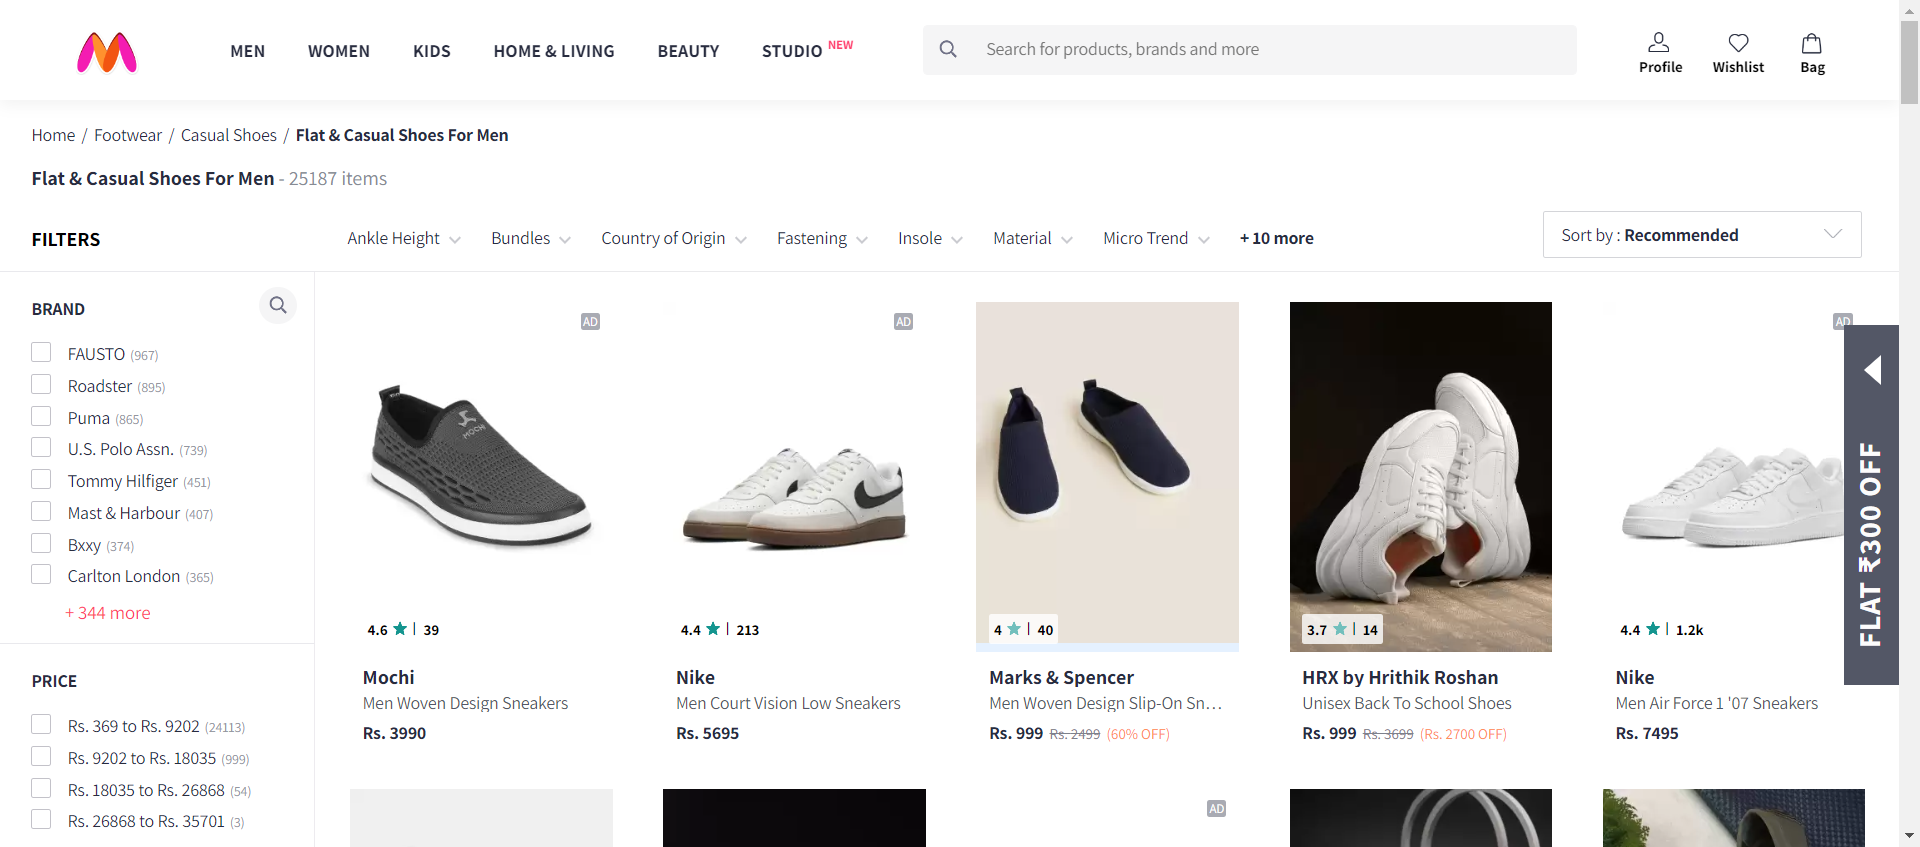 MEN WOMEN KIDS HOME & LIVING BEAUTY STUDIO NEW
Search for products, brands and more
Profile Wishlist Bag
Home / Footwear / Casual Shoes / Flat & Casual Shoes For Men
Flat & Casual Shoes For Men - 25187 items
FILTERS
Ankle Height Bundles Country of Origin Fastening Insole Material Micro Trend + 10 more
Sort by : Recommended
BRAND
FAUSTO (967)
Roadster (895)
Puma (865)
U.S. Polo Assn. (739)
Tommy Hilfiger (451)
Mast & Harbour (407)
Bxxy (374)
Carlton London (365)
+ 344 more
PRICE
Rs. 369 to Rs. 9202 (24113)
Rs. 9202 to Rs. 18035 (999)
Rs. 18035 to Rs. 26868 (54)
Rs. 26868 to Rs. 35701 (3)
AD
MOCHI
4.6 | 39
Mochi
Men Woven Design Sneakers
Rs. 3990
AD
4.4 | 213
Nike
Men Court Vision Low Sneakers
Rs. 5695
4 | 40
Marks & Spencer
Men Woven Design Slip-On Sn...
Rs. 999 Rs. 2499 (60% OFF)
3.7 | 14
HRX by Hrithik Roshan
Unisex Back To School Shoes
Rs. 999 Rs. 3699 (Rs. 2700 OFF)
AD
4.4 | 1.2k
Nike
Men Air Force 1 '07 Sneakers
Rs. 7495
FLAT ₹300 OFF
AD